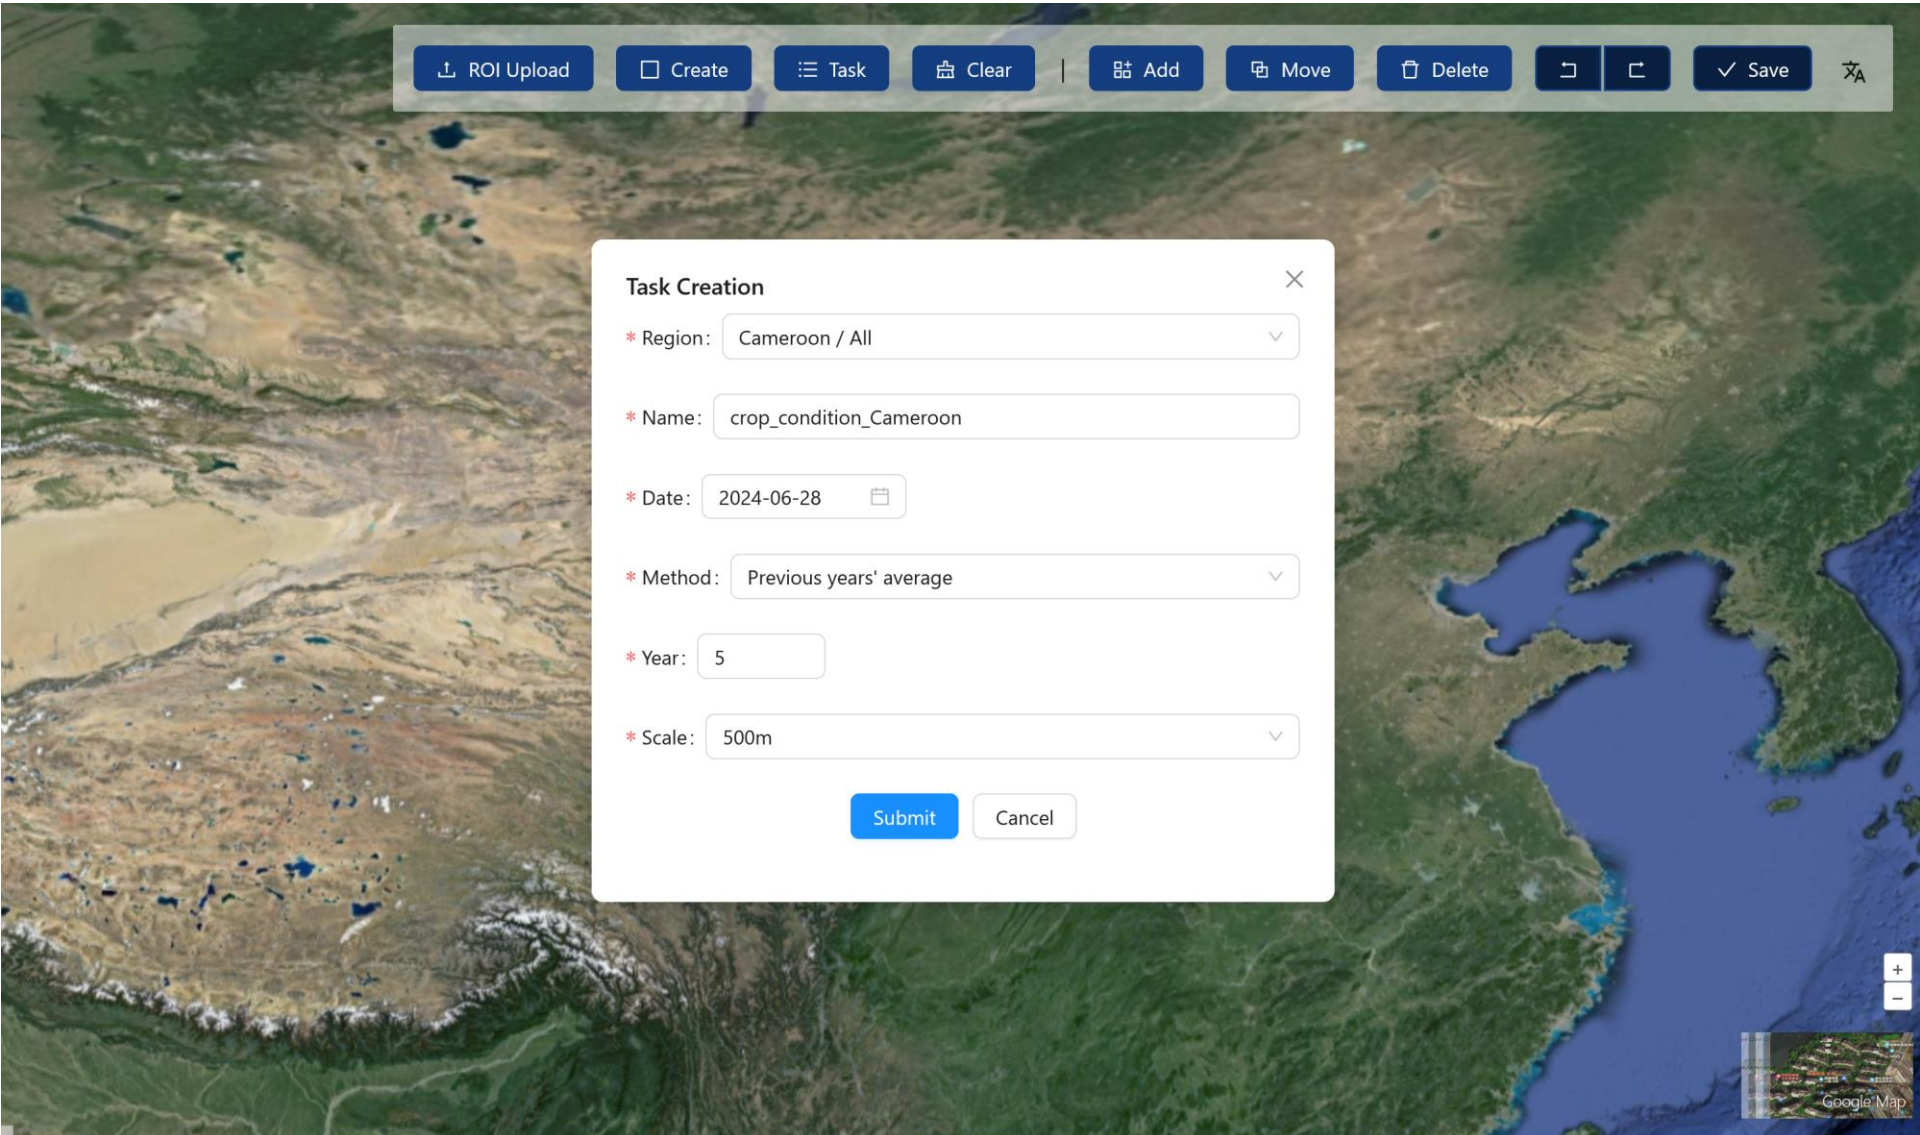 ROI Upload Create Task Clear | Add Move Delete Save
Task Creation
* Region: Cameroon / All
* Name: crop_condition_Cameroon
* Date: 2024-06-28
* Method: Previous years' average
* Year: 5
* Scale: 500m
Submit Cancel
+
−
Google Map